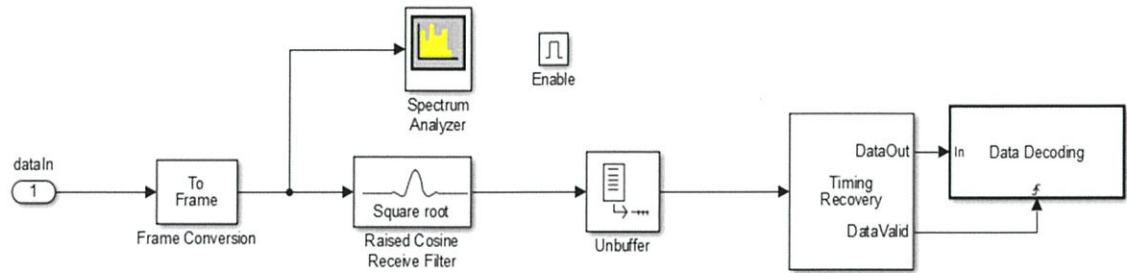 Spectrum
Analyzer
Enable
dataIn
1
To
Frame
Frame Conversion
Square root
Raised Cosine
Receive Filter
Unbuffer
DataOut
Timing
Recovery
DataValid
In
Data Decoding